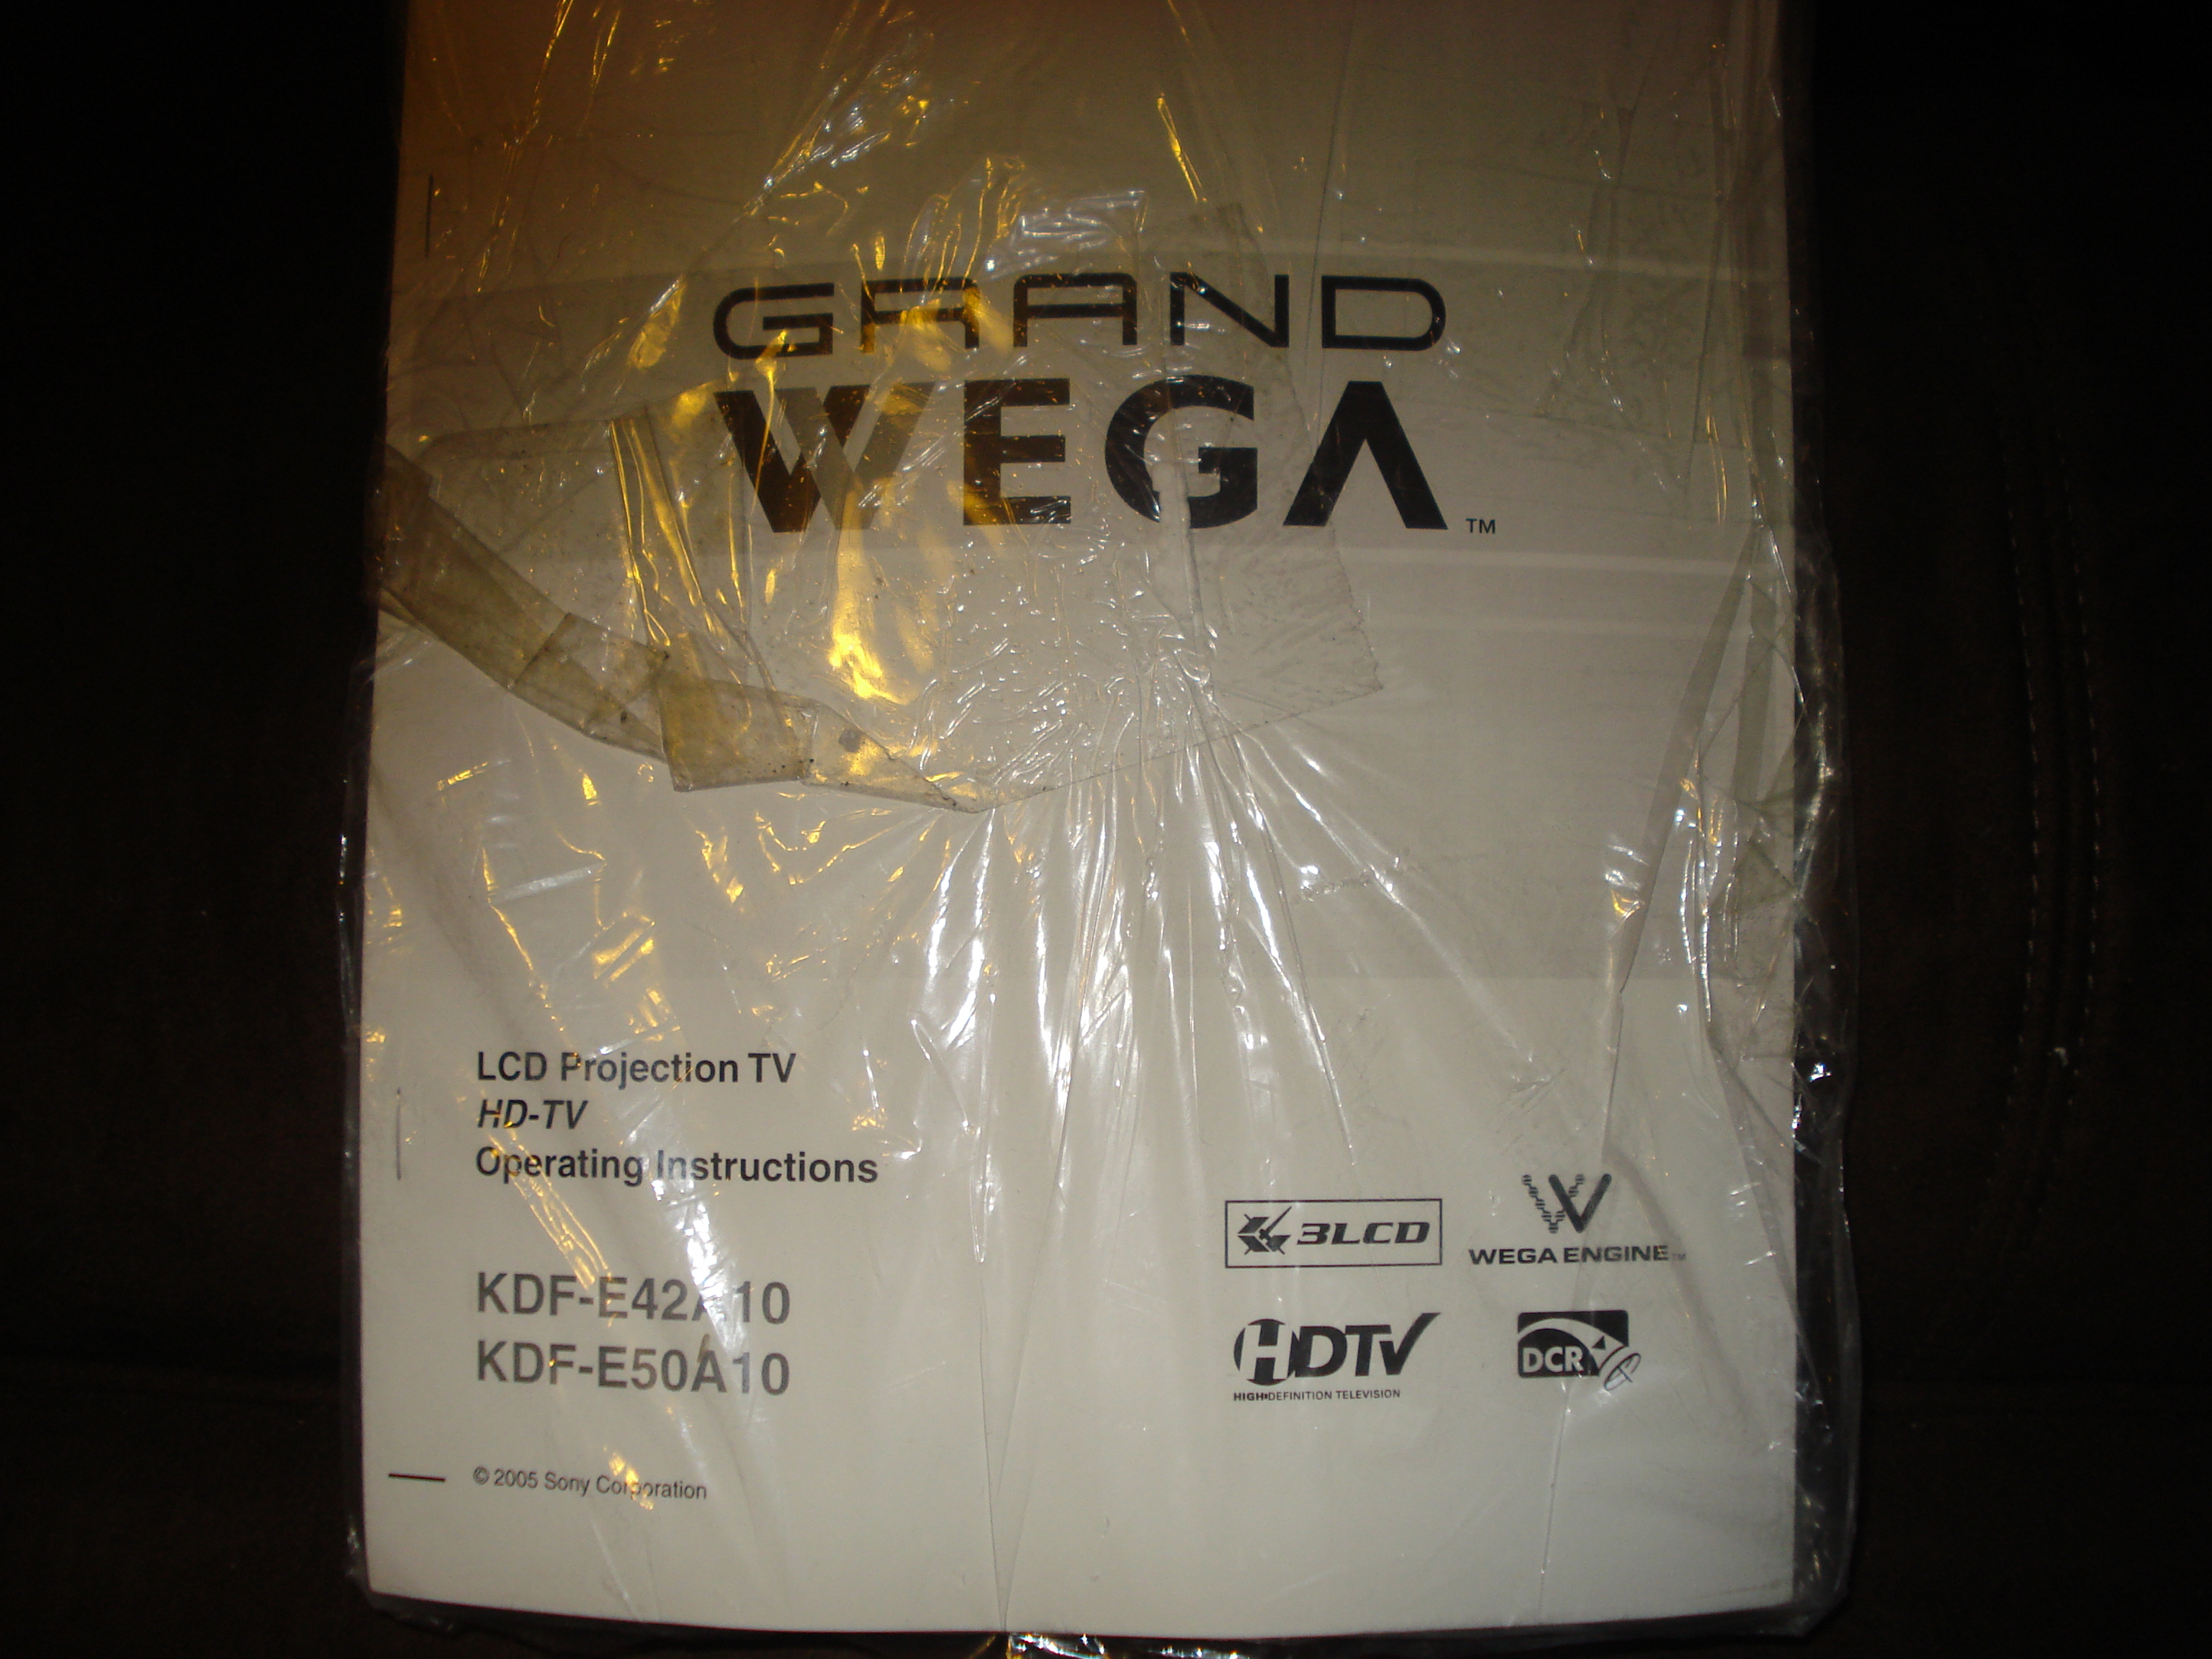 GRAND
WEGA TM
LCD Projection TV
HD-TV
Operating Instructions
KDF-E42A10
KDF-E50A10
© 2005 Sony Corporation
3LCD
W
WEGA ENGINE TM
HDTV
HIGH-DEFINITION TELEVISION
DCR